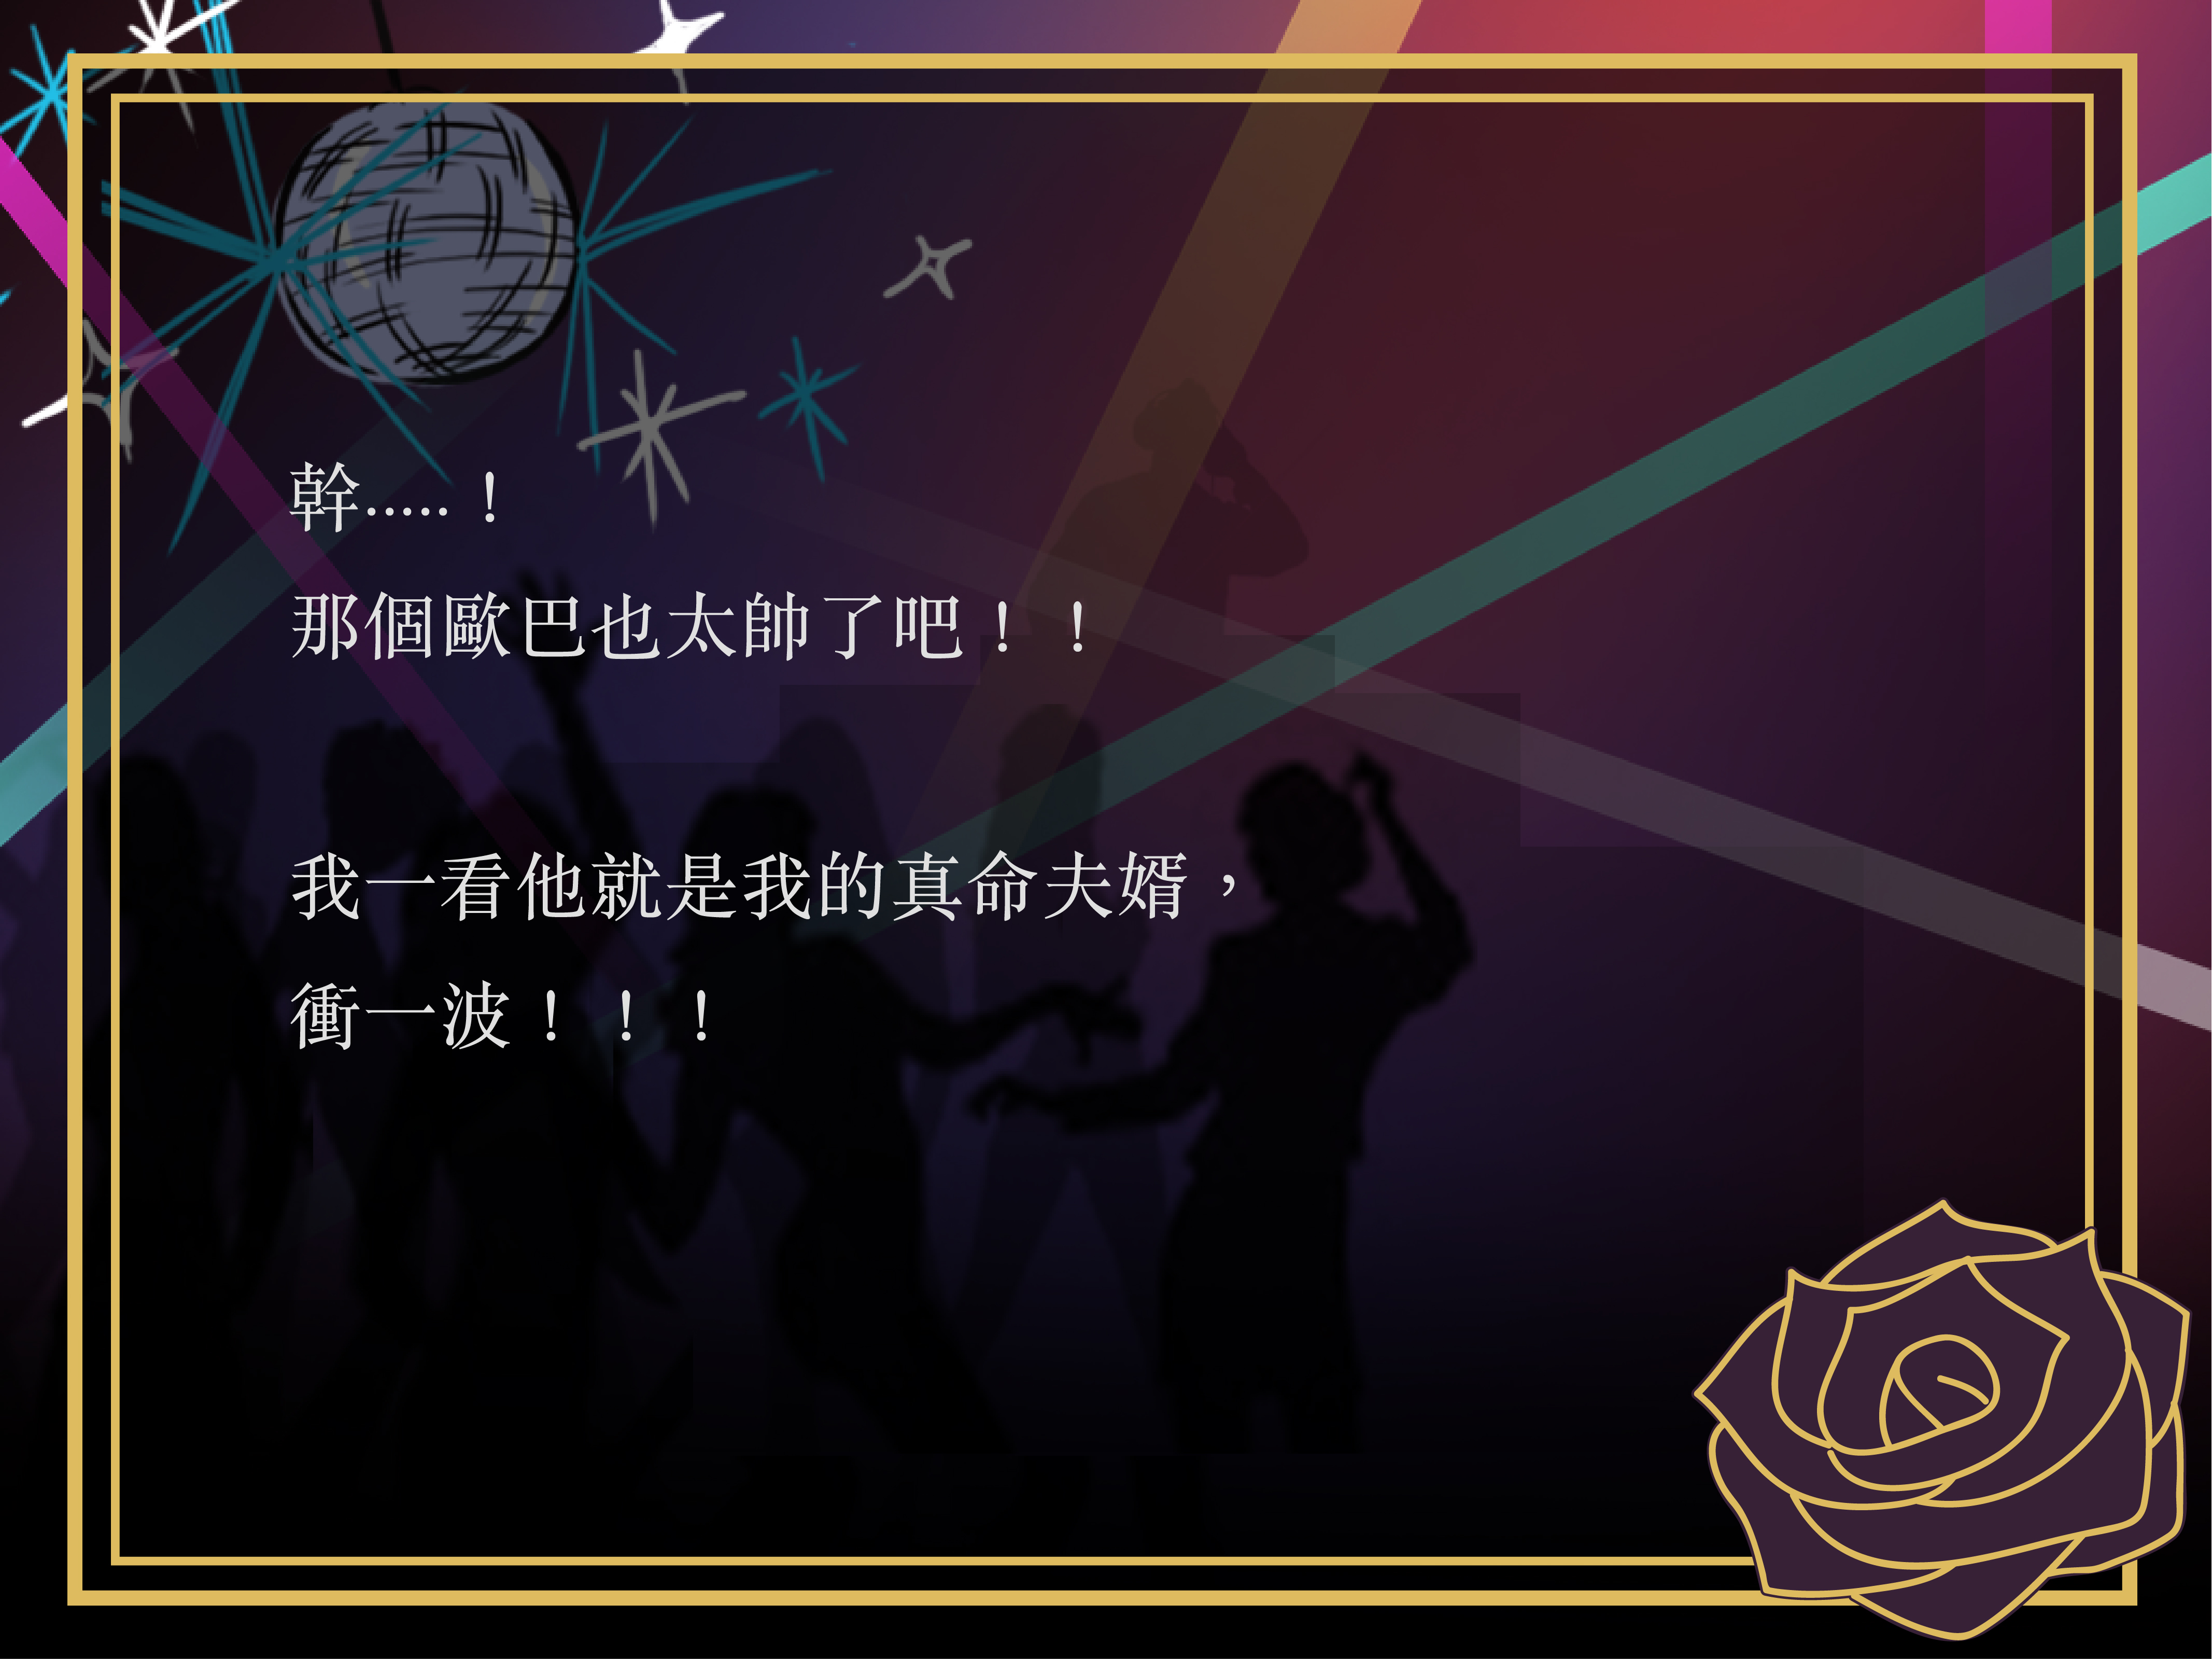 幹.....！
那個歐巴也太帥了吧！！
我一看他就是我的真命夫婿，
衝一波！！！